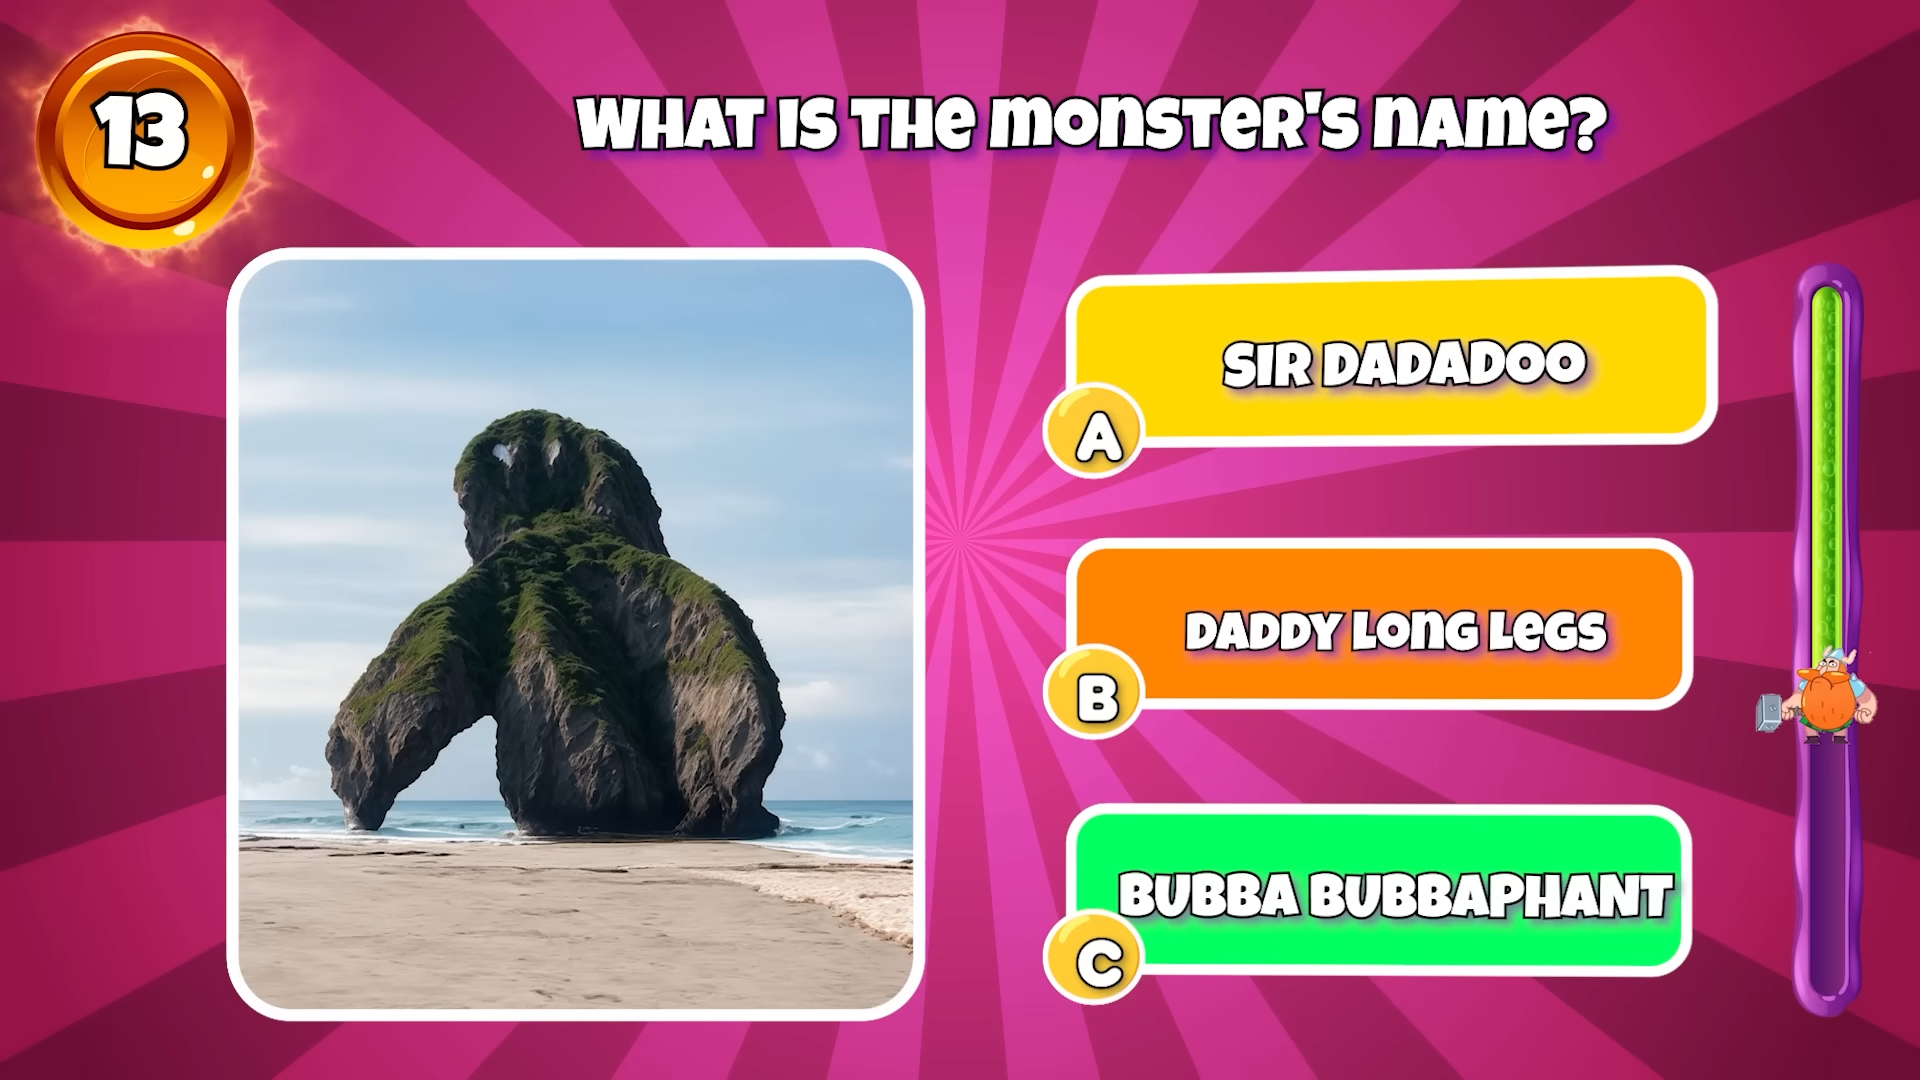 13
WHAT IS THE MONSTER'S NAME?
SIR DADADOO
A
DADDY LONG LEGS
B
BUBBA BUBBAPHANT
C